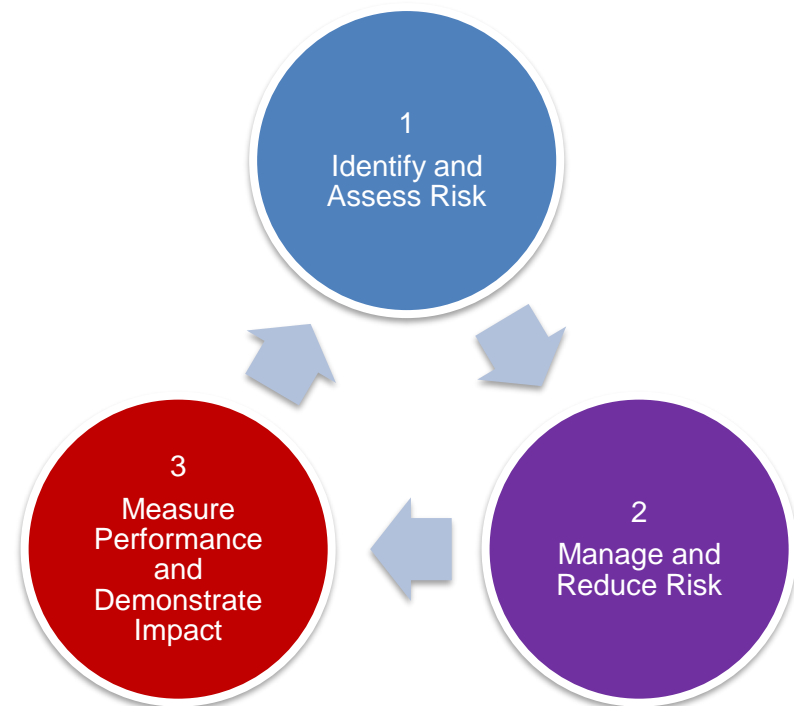 1
Identify and
Assess Risk
2
Manage and
Reduce Risk
3
Measure
Performance
and
Demonstrate
Impact